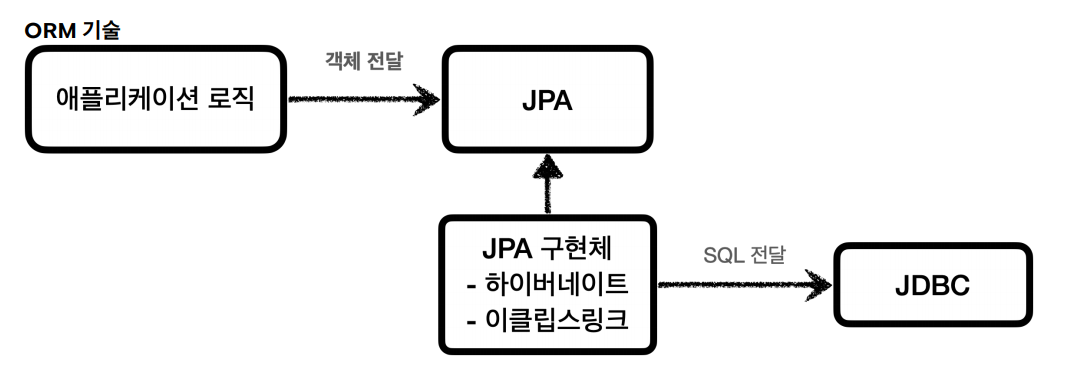 ORM 기술
애플리케이션 로직
객체 전달
JPA
JPA 구현체
- 하이버네이트
- 이클립스링크
SQL 전달
JDBC